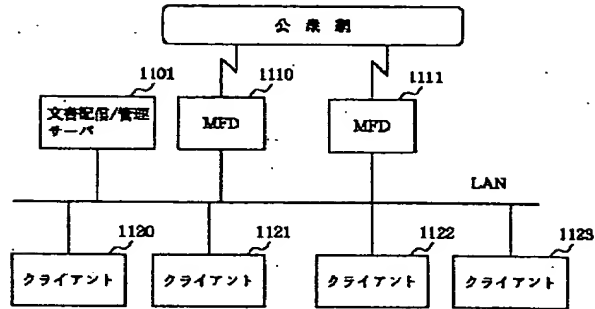 公衆網
1101
1110
1111
文書配信/管理
サーバ
MFD
MFD
LAN
1120
1121
1122
1123
クライアント
クライアント
クライアント
クライアント